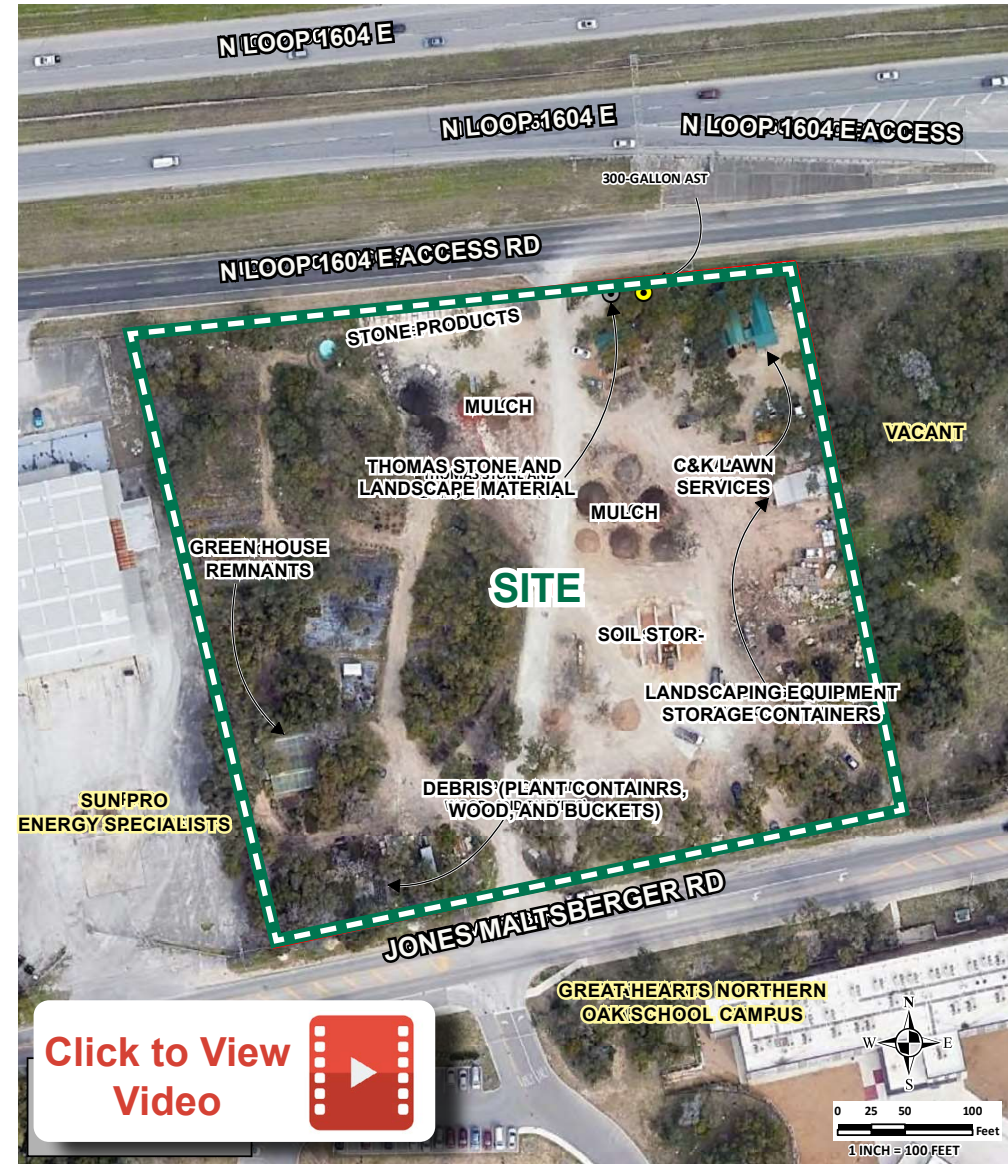 N LOOP 1604 E
N LOOP 1604 E
N LOOP 1604 E ACCESS
300-GALLON AST
N LOOP 1604 E ACCESS RD
STONE PRODUCTS
MULCH
VACANT
THOMAS STONE AND
LANDSCAPE MATERIAL
C&K LAWN
SERVICES
MULCH
GREEN HOUSE
REMNANTS
SITE
SOIL STOR-
LANDSCAPING EQUIPMENT
STORAGE CONTAINERS
DEBRIS (PLANT CONTAINRS,
WOOD, AND BUCKETS)
SUN PRO
ENERGY SPECIALISTS
JONES MALTSBERGER RD
GREAT HEARTS NORTHERN
OAK SCHOOL CAMPUS
Click to View
Video
N
W
E
S
0 25 50 100
Feet
1 INCH = 100 FEET